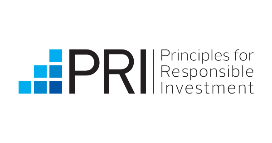 PRI
Principles for
Responsible
Investment